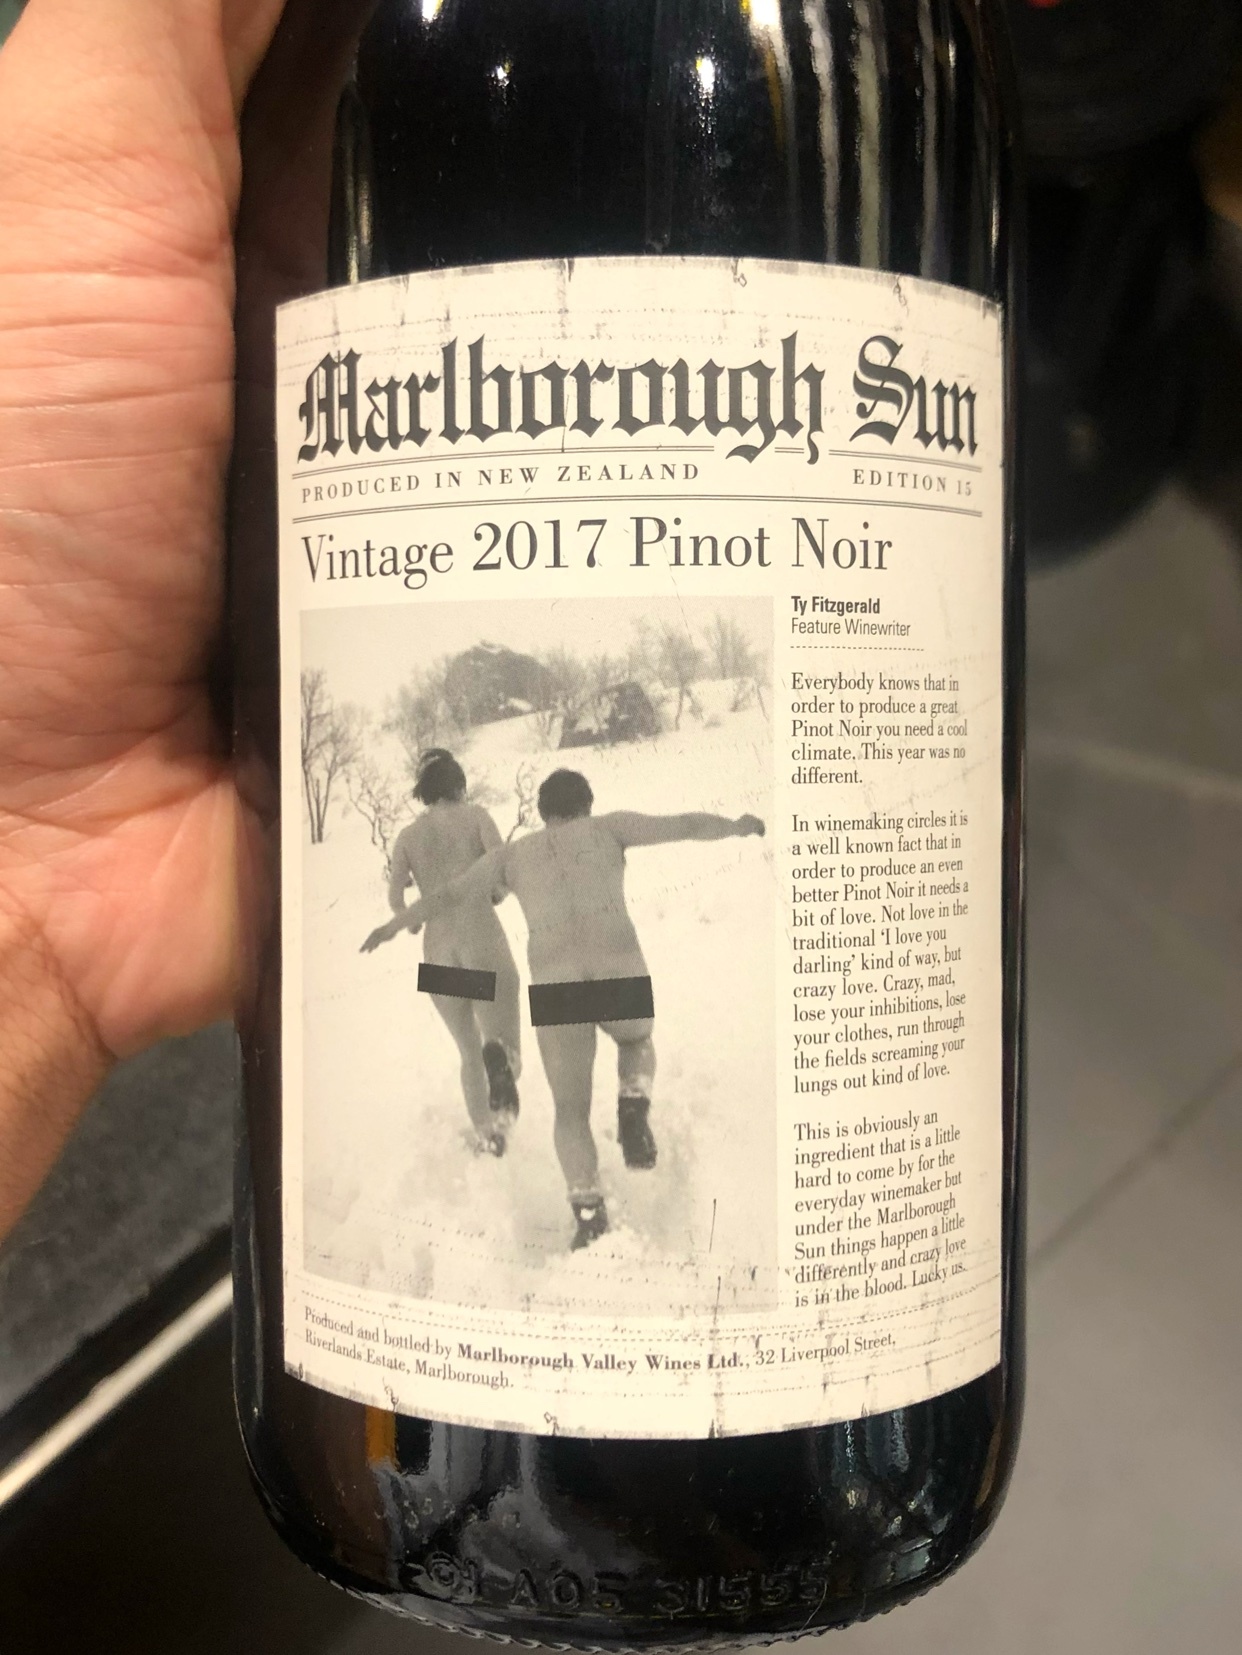 Marlborough Sun
PRODUCED IN NEW ZEALAND EDITION 15
Vintage 2017 Pinot Noir
Ty Fitzgerald
Feature Winewriter
Everybody knows that in
order to produce a great
Pinot Noir you need a cool
climate. This year was no
different.
In winemaking circles it is
a well known fact that in
order to produce an even
better Pinot Noir it needs a
bit of love. Not love in the
traditional ‘I love you
darling’ kind of way, but
crazy love. Crazy, mad,
lose your inhibitions, lose
your clothes, run through
the fields screaming your
lungs out kind of love.
This is obviously an
ingredient that is a little
hard to come by for the
everyday winemaker but
under the Marlborough
Sun things happen a little
differently and crazy love
is in the blood. Lucky us.
Produced and bottled by Marlborough Valley Wines Ltd., 32 Liverpool Street,
Riverlands Estate, Marlborough.
A05 31555